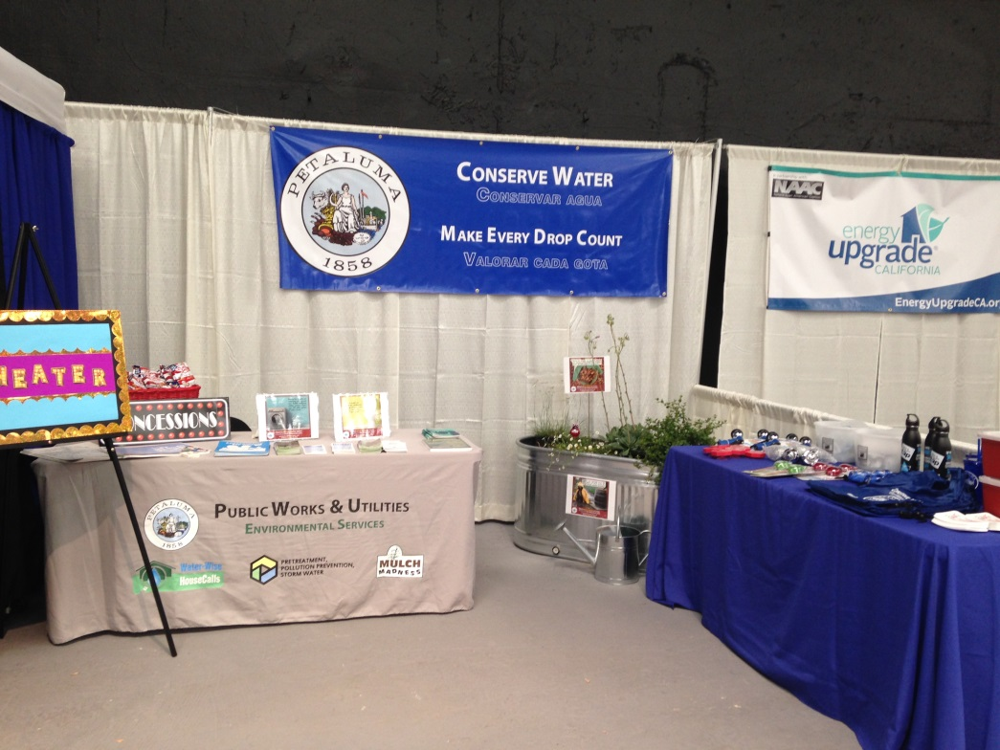 PETALUMA
1858
CONSERVE WATER
CONSERVAR AGUA
MAKE EVERY DROP COUNT
VALORAR CADA GOTA
NAAC
energy
upgrade
CALIFORNIA
EnergyUpgradeCA.or
HEATER
ONCESSIONS
PETALUMA
1858
PUBLIC WORKS & UTILITIES
ENVIRONMENTAL SERVICES
Water-Wise
HouseCalls
PRETREATMENT,
POLLUTION PREVENTION,
STORM WATER
MULCH
MADNESS